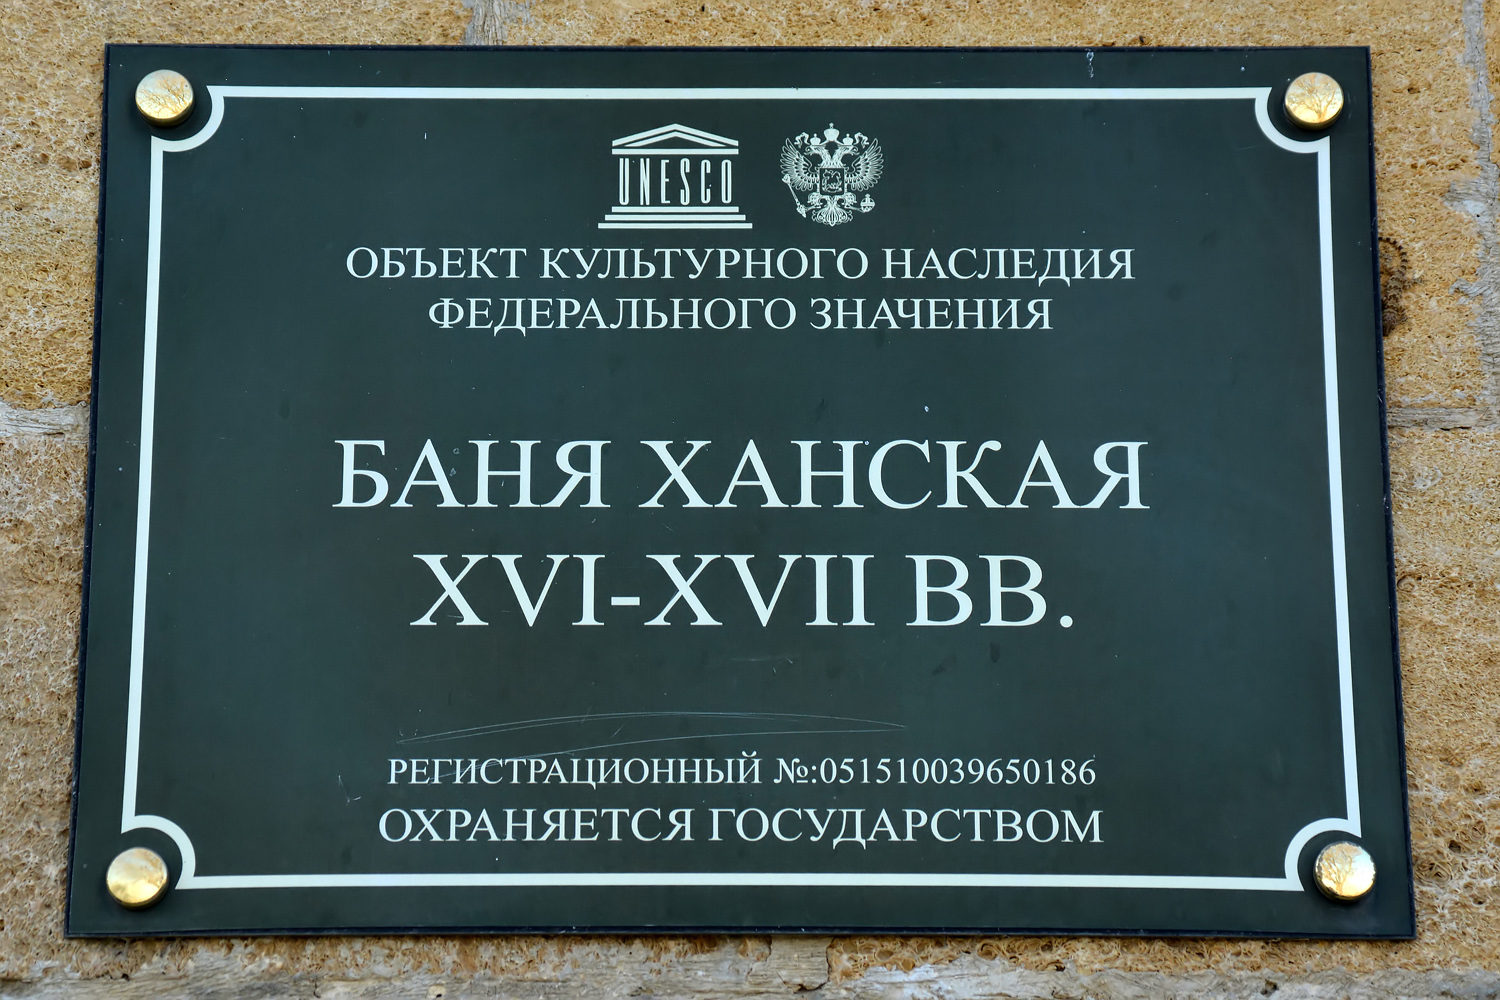 UNESCO
ОБЪЕКТ КУЛЬТУРНОГО НАСЛЕДИЯ
ФЕДЕРАЛЬНОГО ЗНАЧЕНИЯ
БАНЯ ХАНСКАЯ
XVI-XVII ВВ.
РЕГИСТРАЦИОННЫЙ №:051510039650186
ОХРАНЯЕТСЯ ГОСУДАРСТВОМ